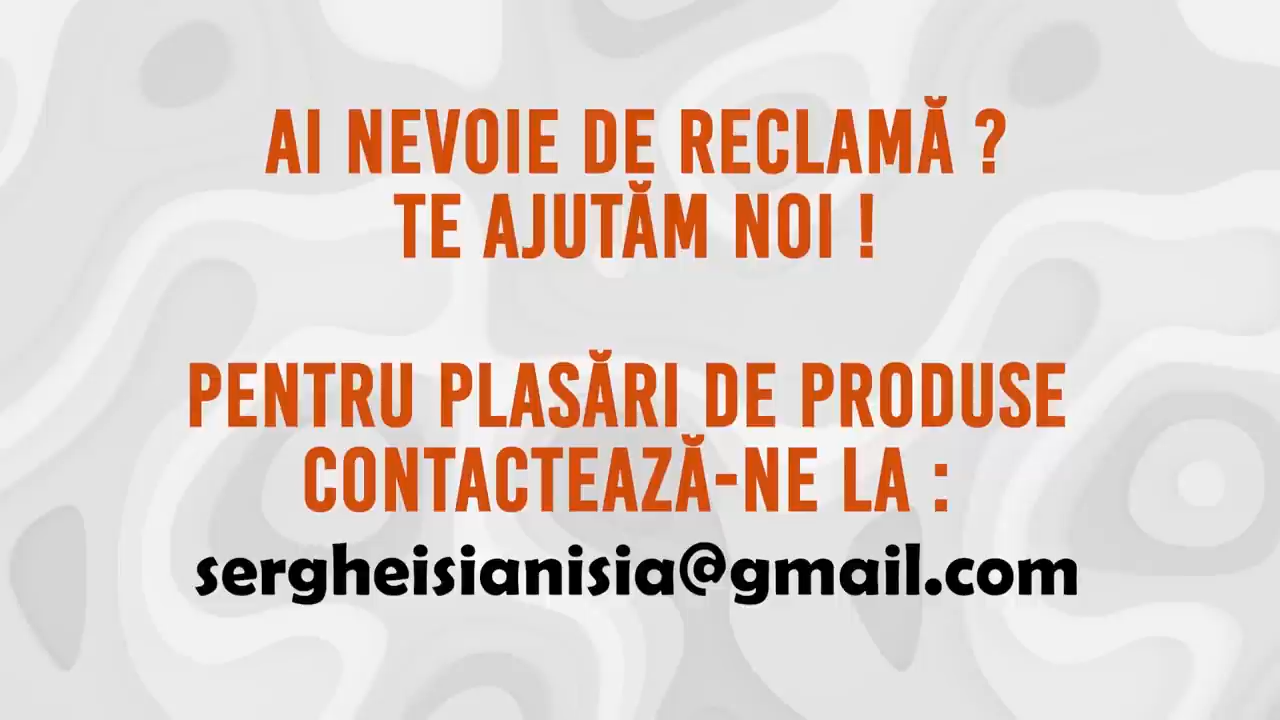 AI NEVOIE DE RECLAMĂ ?
TE AJUTĂM NOI !
PENTRU PLASĂRI DE PRODUSE
CONTACTEAZĂ-NE LA :
sergheisianisia@gmail.com